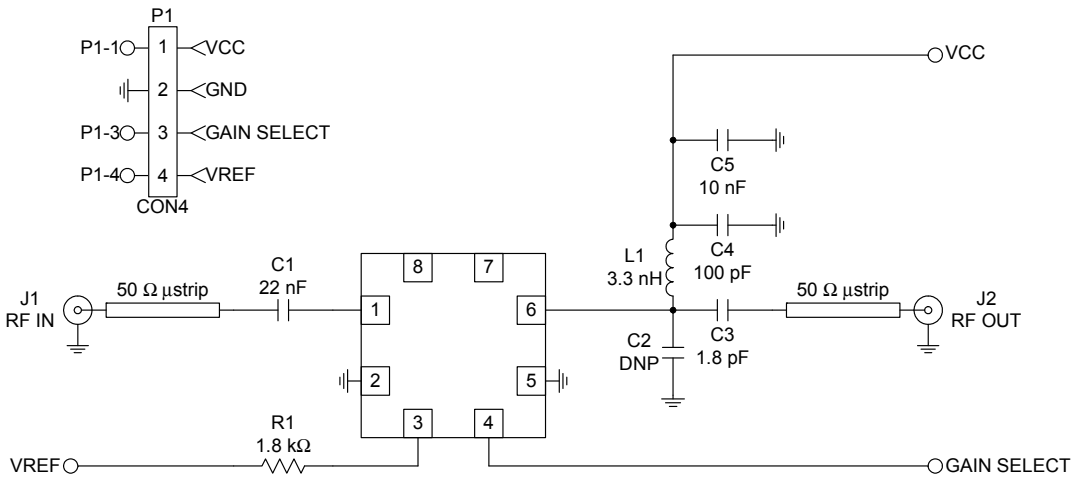 P1
P1-1 1 VCC
2 GND
P1-3 3 GAIN SELECT
P1-4 4 VREF
CON4
VCC
C5
10 nF
C4
100 pF
L1
3.3 nH
J1
RF IN
50 Ω µstrip
C1
22 nF
8
7
1
6
2
5
3
4
C2
DNP
C3
1.8 pF
50 Ω µstrip
J2
RF OUT
R1
1.8 kΩ
VREF
GAIN SELECT